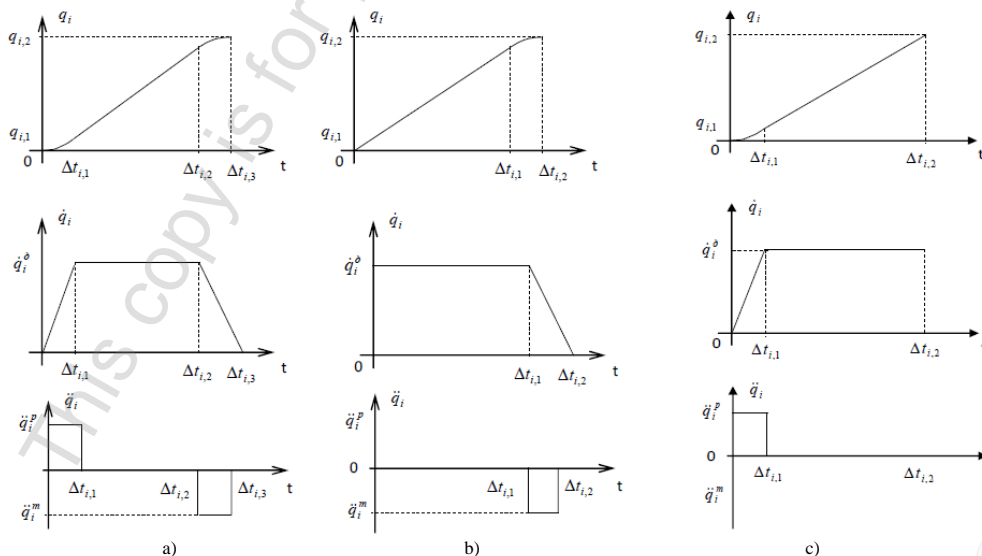 This copy is for
q_i
q_{i,2}
q_{i,1}
0
Δt_{i,1}
Δt_{i,2}
Δt_{i,3}
t
q_i
q_{i,2}
q_{i,1}
0
Δt_{i,1}
Δt_{i,2}
t
q_i
q_{i,2}
q_{i,1}
0
Δt_{i,1}
Δt_{i,2}
q̇_i
q̇_i^∂
Δt_{i,1}
Δt_{i,2}
Δt_{i,3}
t
q̇_i
q̇_i^∂
0
Δt_{i,1}
Δt_{i,2}
t
q̇_i
q̇_i^∂
0
Δt_{i,1}
Δt_{i,2}
q̈_i
q̈_i^p
Δt_{i,1}
Δt_{i,2}
Δt_{i,3}
t
q̈_i^m
q̈_i
q̈_i^p
0
Δt_{i,1}
Δt_{i,2}
t
q̈_i^m
q̈_i
q̈_i^p
0
Δt_{i,1}
Δt_{i,2}
q̈_i^m
a) b) c)